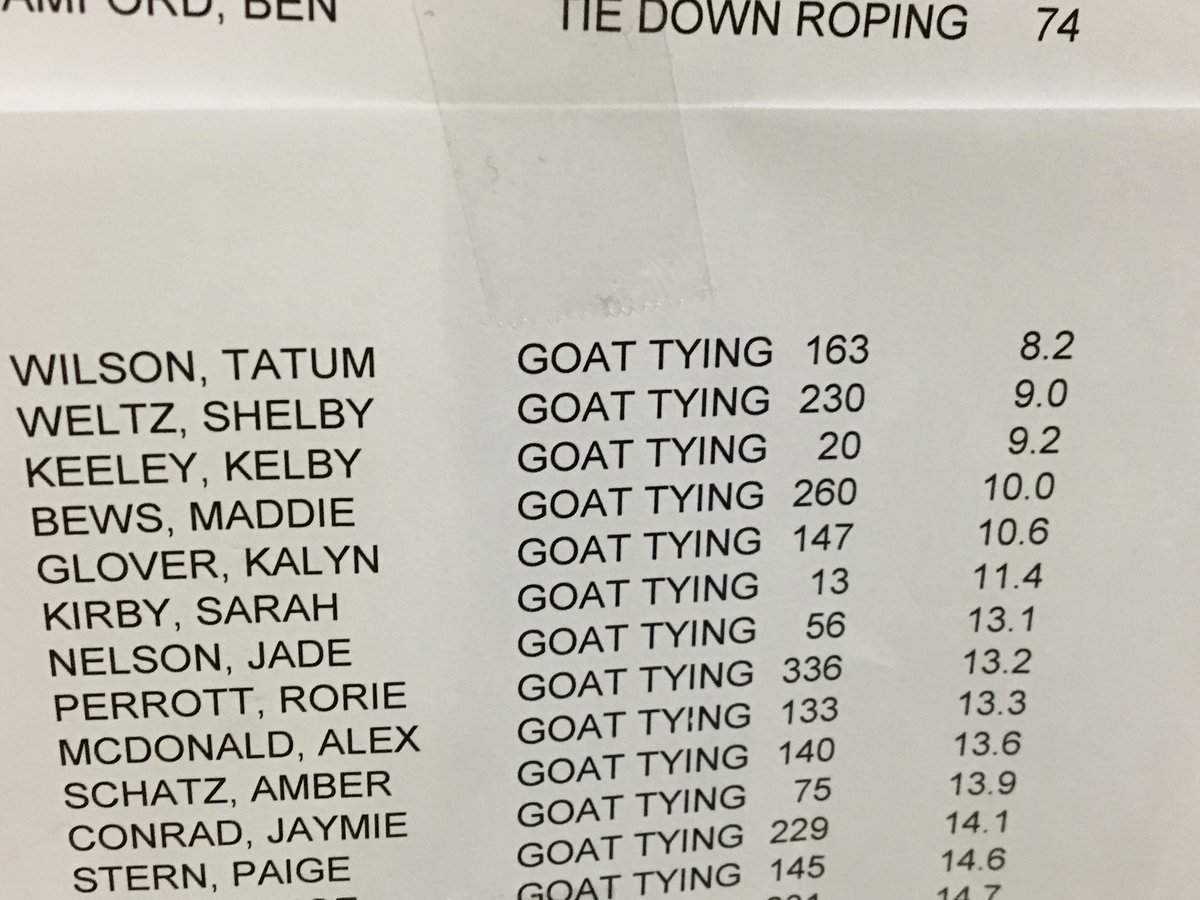 BEN TIE DOWN ROPING 74
WILSON, TATUM GOAT TYING 163 8.2
WELTZ, SHELBY GOAT TYING 230 9.0
KEELEY, KELBY GOAT TYING 20 9.2
BEWS, MADDIE GOAT TYING 260 10.0
GLOVER, KALYN GOAT TYING 147 10.6
KIRBY, SARAH GOAT TYING 13 11.4
NELSON, JADE GOAT TYING 56 13.1
PERROTT, RORIE GOAT TYING 336 13.2
MCDONALD, ALEX GOAT TYING 133 13.3
SCHATZ, AMBER GOAT TYING 140 13.6
CONRAD, JAYMIE GOAT TYING 75 13.9
STERN, PAIGE GOAT TYING 229 14.1
GOAT TYING 145 14.6
14.7